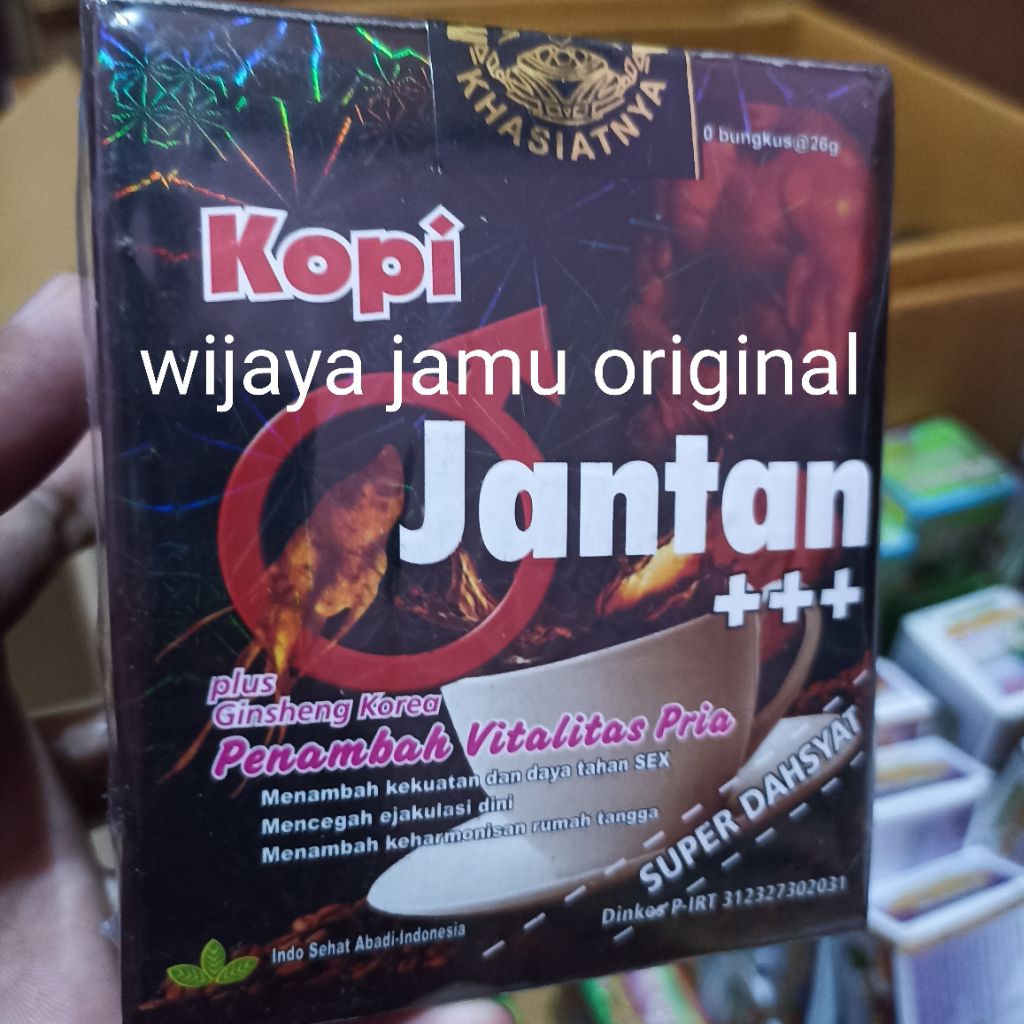 KHASIATNYA
0 bungkus@26g
Kopi
wijaya jamu original
Jantan
+++
plus
Ginsheng Korea
Penambah Vitalitas Pria
Menambah kekuatan dan daya tahan SEX
Mencegah ejakulasi dini
Menambah keharmonisan rumah tangga
SUPER DAHSYAT
Dinkes P-IRT 312327302031
Indo Sehat Abadi-Indonesia